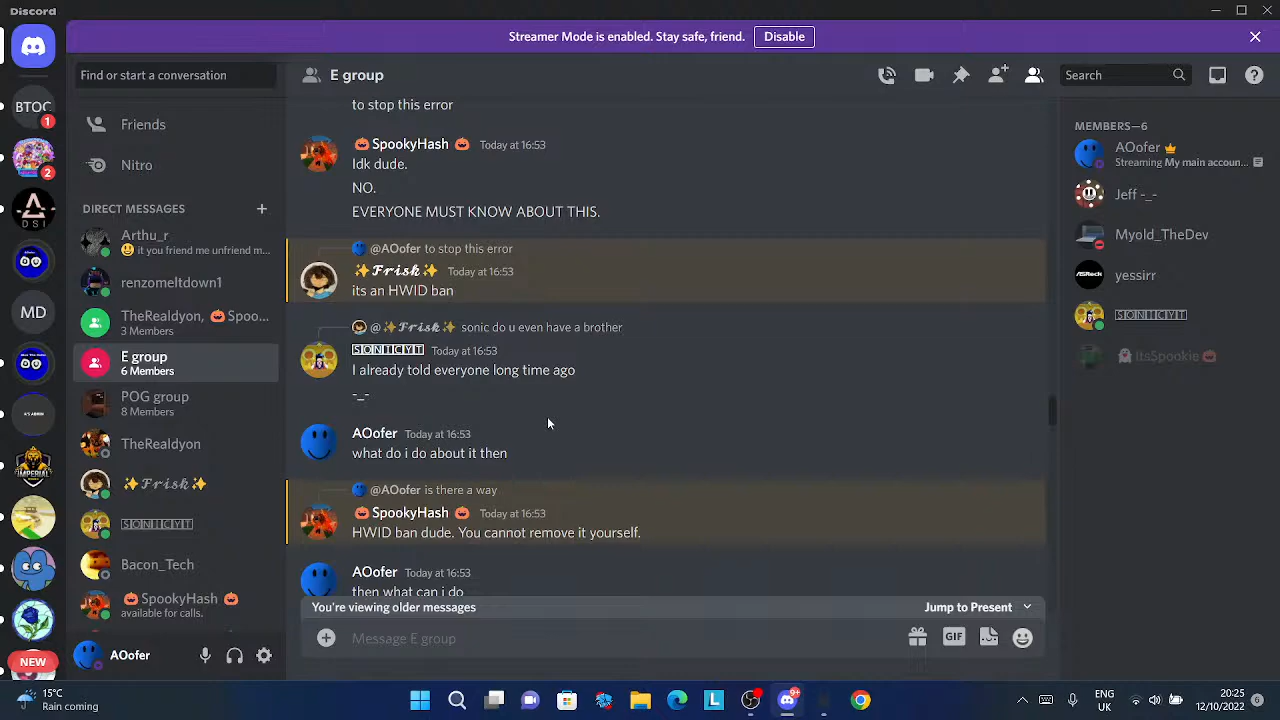 Discord
Streamer Mode is enabled. Stay safe, friend. Disable
Find or start a conversation
E group
Search
BTOC
1
2
DSI
MD
A'S ADMIN
IMPERIAL
NEW
Friends
Nitro
DIRECT MESSAGES
Arthu_r
it you friend me unfriend m...
renzomeltdown1
TheRealdyon, 🎃Spoo...
3 Members
E group
6 Members
POG group
8 Members
TheRealdyon
✨𝓕𝓻𝓲𝓼𝓴✨
🅂🄾🄽🄸🄲🅈🅃
Bacon_Tech
🎃SpookyHash 🎃
available for calls.
AOofer
to stop this error
🎃SpookyHash 🎃 Today at 16:53
Idk dude.
NO.
EVERYONE MUST KNOW ABOUT THIS.
@AOofer to stop this error
✨𝓕𝓻𝓲𝓼𝓴✨ Today at 16:53
its an HWID ban
@✨𝓕𝓻𝓲𝓼𝓴✨ sonic do u even have a brother
🅂🄾🄽🄸🄲🅈🅃 Today at 16:53
I already told everyone long time ago
-_-
AOofer Today at 16:53
what do i do about it then
@AOofer is there a way
🎃SpookyHash 🎃 Today at 16:53
HWID ban dude. You cannot remove it yourself.
AOofer Today at 16:53
then what can i do
You're viewing older messages Jump to Present
Message E group
GIF
MEMBERS—6
AOofer
Streaming My main accoun...
Jeff -_-
Myold_TheDev
ASRock
yessirr
🅂🄾🄽🄸🄲🅈🅃
👻ItsSpookie🎃
15°C
Rain coming
L
9+
ENG
UK
20:25
12/10/2022
6